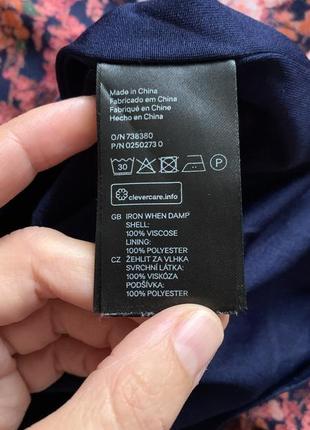 Made in China
Fabricado em China
Fabriqué en Chine
Hecho en China
O/N 738380
P/N 0250273 0
30 P
clevercare.info
GB IRON WHEN DAMP
SHELL:
100% VISCOSE
LINING:
100% POLYESTER
CZ ŽEHLIT ZA VLHKA
SVRCHNÍ LÁTKA:
100% VISKÓZA
PODŠÍVKA:
100% POLYESTER